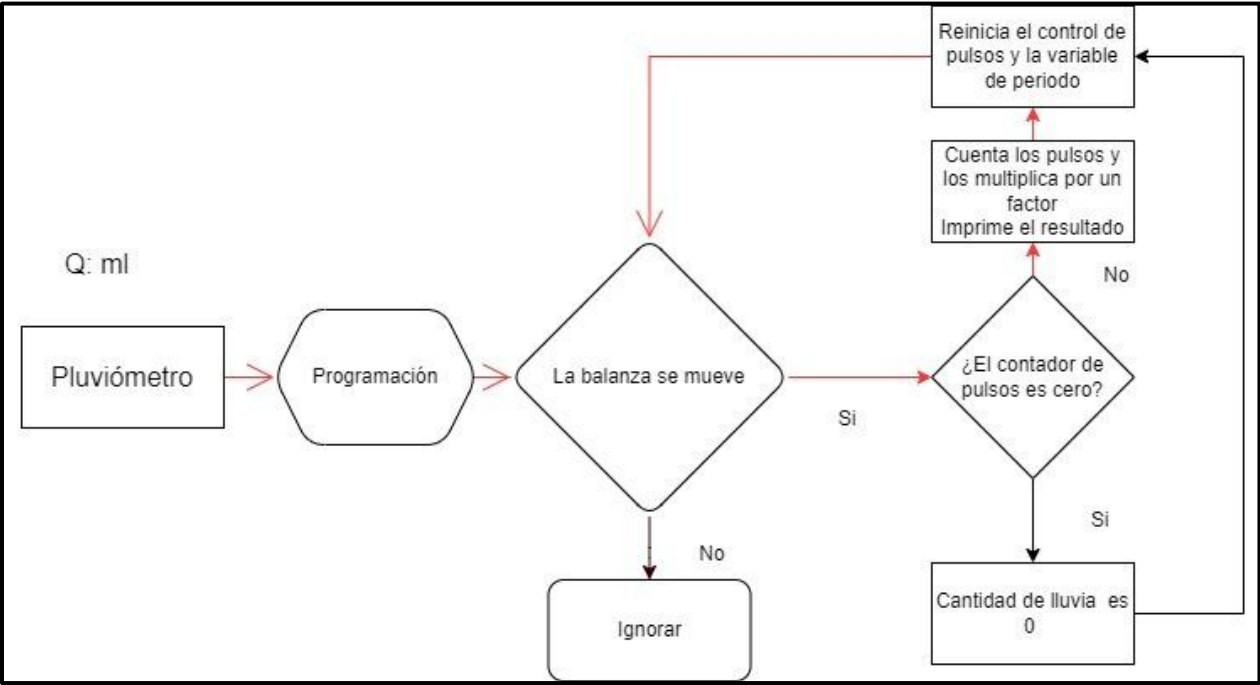 Q: ml
Pluviómetro
Programación
La balanza se mueve
No
Ignorar
Si
¿El contador de
pulsos es cero?
No
Cuenta los pulsos y
los multiplica por un
factor
Imprime el resultado
Reinicia el control de
pulsos y la variable
de periodo
Si
Cantidad de lluvia es
0